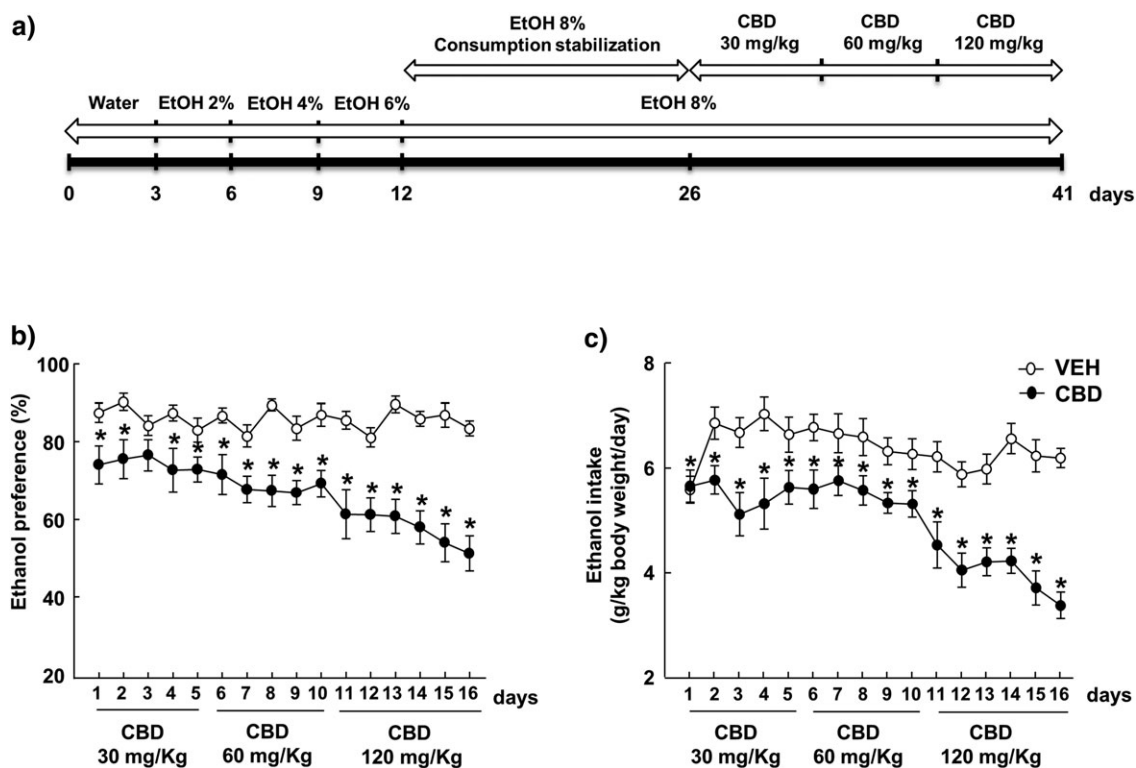 a)
EtOH 8%
Consumption stabilization
CBD
30 mg/kg
CBD
60 mg/kg
CBD
120 mg/kg
Water
EtOH 2%
EtOH 4%
EtOH 6%
EtOH 8%
0 3 6 9 12 26 41 days
b)
Ethanol preference (%)
100
80
60
40
20
* * * * * * * * * * * * * * *
1 2 3 4 5 6 7 8 9 10 11 12 13 14 15 16 days
CBD
30 mg/Kg
CBD
60 mg/Kg
CBD
120 mg/Kg
c)
Ethanol intake
(g/kg body weight/day)
8
6
4
2
VEH
CBD
* * * * * * * * * * * * * * * *
1 2 3 4 5 6 7 8 9 10 11 12 13 14 15 16 days
CBD
30 mg/Kg
CBD
60 mg/Kg
CBD
120 mg/Kg